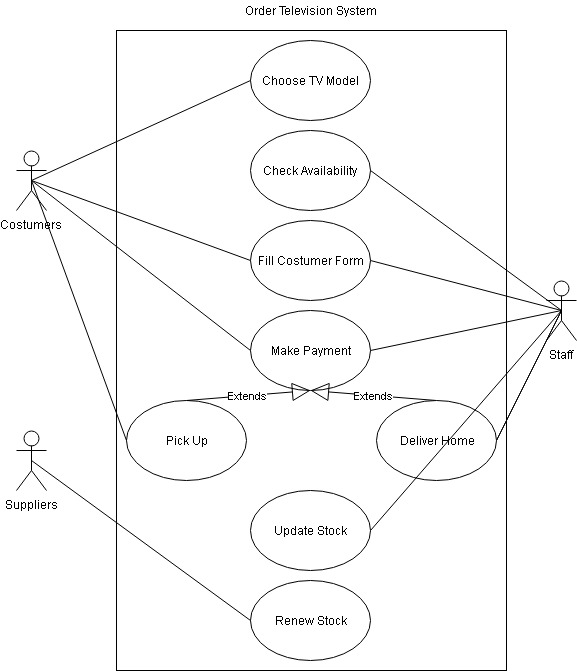 Order Television System
Choose TV Model
Check Availability
Costumers
Fill Costumer Form
Make Payment
Staff
Extends
Extends
Pick Up
Deliver Home
Suppliers
Update Stock
Renew Stock